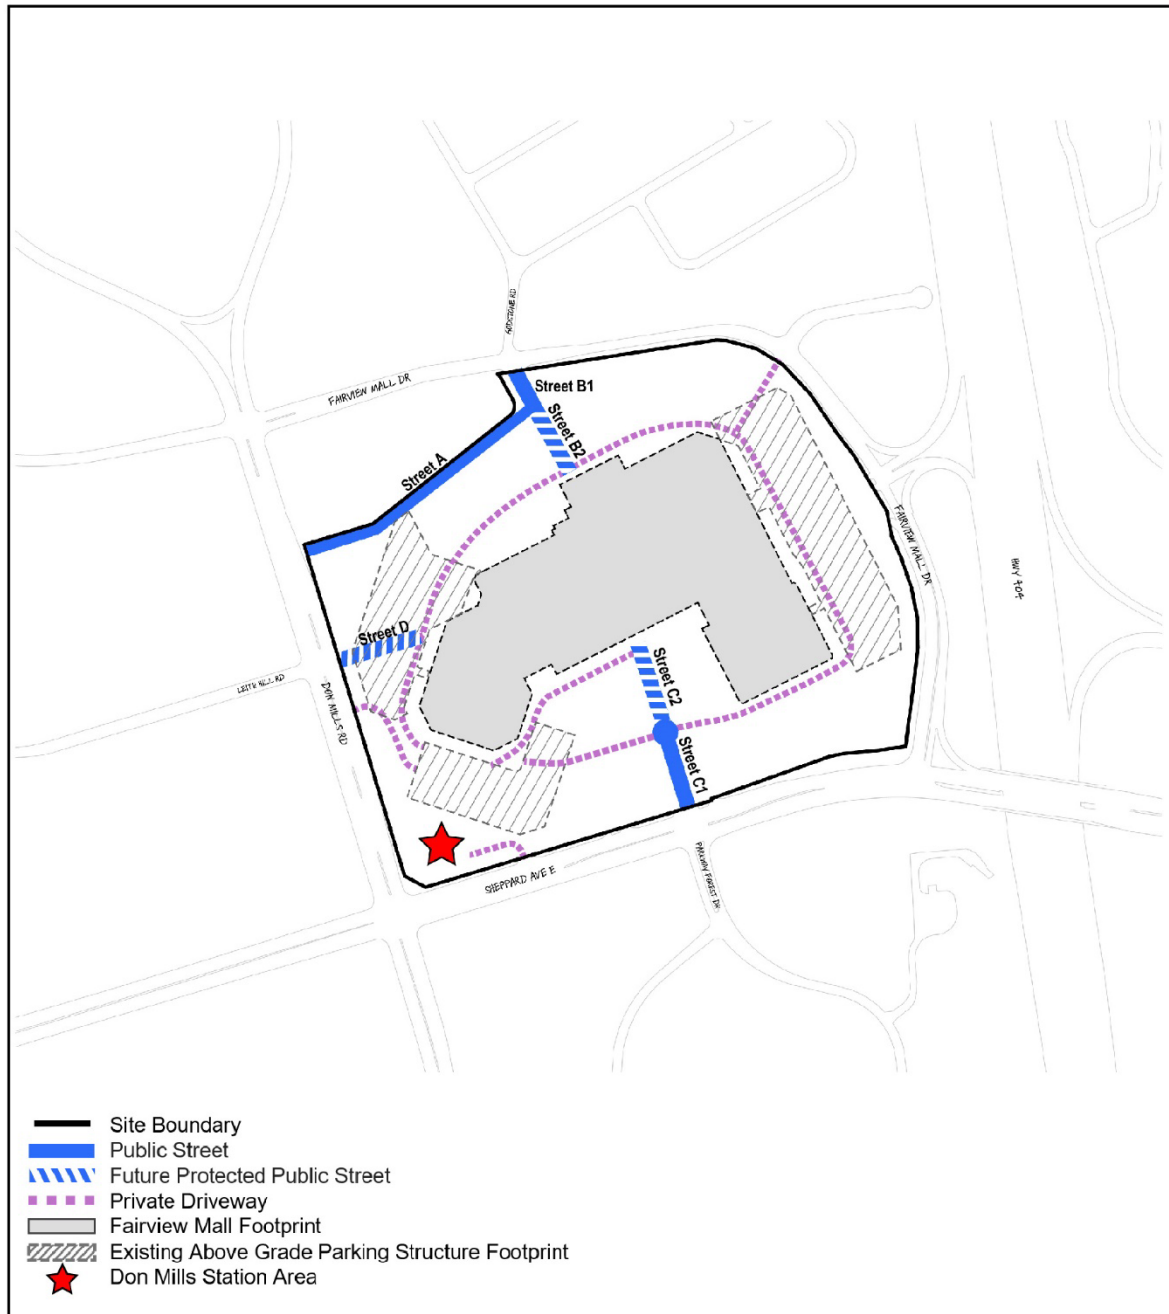 GODSTONE RD
FAIRVIEW MALL DR
Street B1
Street B2
Street A
FAIRVIEW MALL DR
HWY 404
Street D
Street C2
DON MILLS RD
Street C1
SHEPPARD AVE E
PARKWAY FOREST DR
Site Boundary
Public Street
Future Protected Public Street
Private Driveway
Fairview Mall Footprint
Existing Above Grade Parking Structure Footprint
Don Mills Station Area